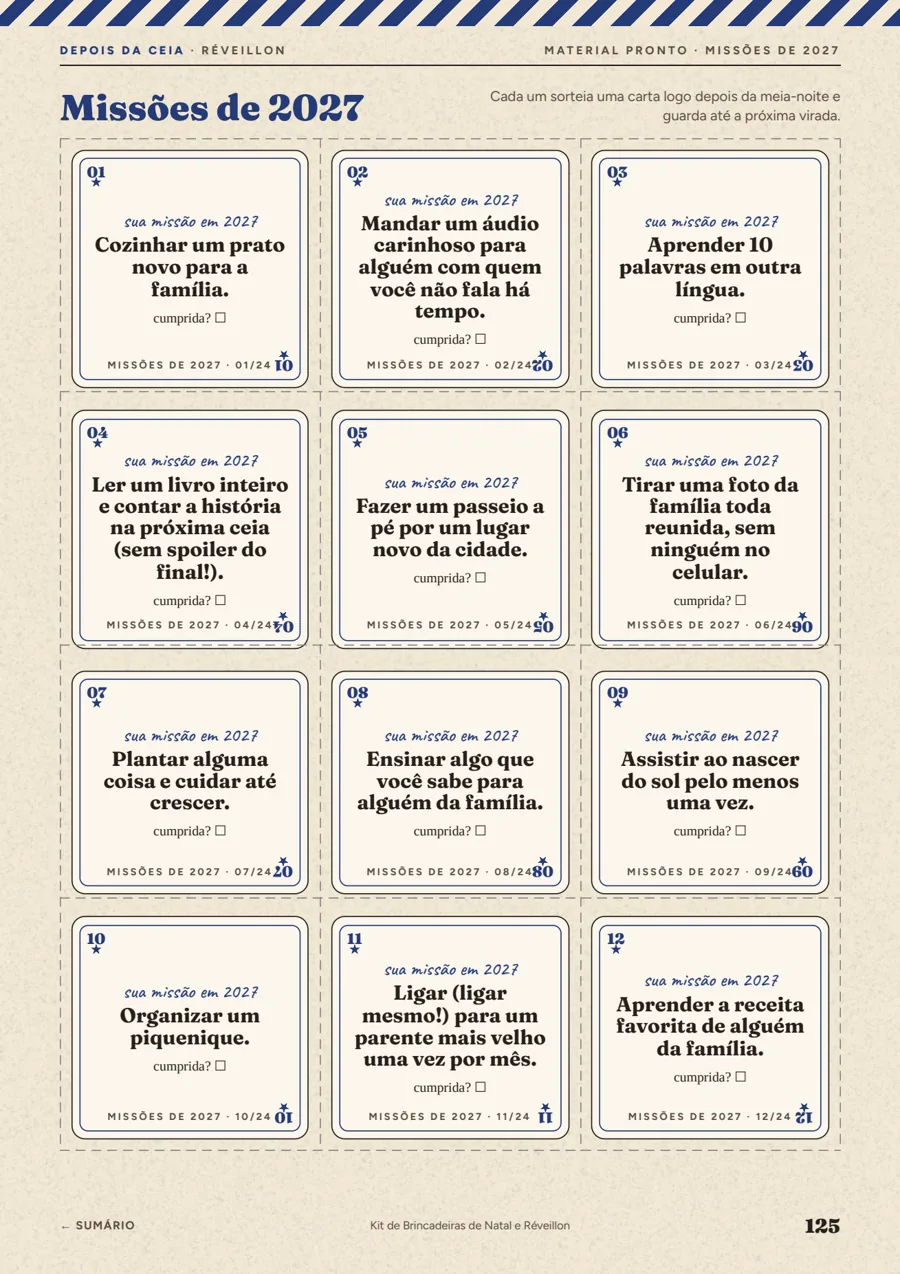 DEPOIS DA CEIA · RÉVEILLON
MATERIAL PRONTO · MISSÕES DE 2027
Missões de 2027
Cada um sorteia uma carta logo depois da meia-noite e
guarda até a próxima virada.
01
sua missão em 2027
Cozinhar um prato
novo para a
família.
cumprida? ☐
MISSÕES DE 2027 · 01/24
01
02
sua missão em 2027
Mandar um áudio
carinhoso para
alguém com quem
você não fala há
tempo.
cumprida? ☐
MISSÕES DE 2027 · 02/24
02
03
sua missão em 2027
Aprender 10
palavras em outra
língua.
cumprida? ☐
MISSÕES DE 2027 · 03/24
03
04
sua missão em 2027
Ler um livro inteiro
e contar a história
na próxima ceia
(sem spoiler do
final!).
cumprida? ☐
MISSÕES DE 2027 · 04/24
04
05
sua missão em 2027
Fazer um passeio a
pé por um lugar
novo da cidade.
cumprida? ☐
MISSÕES DE 2027 · 05/24
05
06
sua missão em 2027
Tirar uma foto da
família toda
reunida, sem
ninguém no
celular.
cumprida? ☐
MISSÕES DE 2027 · 06/24
06
07
sua missão em 2027
Plantar alguma
coisa e cuidar até
crescer.
cumprida? ☐
MISSÕES DE 2027 · 07/24
07
08
sua missão em 2027
Ensinar algo que
você sabe para
alguém da família.
cumprida? ☐
MISSÕES DE 2027 · 08/24
08
09
sua missão em 2027
Assistir ao nascer
do sol pelo menos
uma vez.
cumprida? ☐
MISSÕES DE 2027 · 09/24
09
10
sua missão em 2027
Organizar um
piquenique.
cumprida? ☐
MISSÕES DE 2027 · 10/24
10
11
sua missão em 2027
Ligar (ligar
mesmo!) para um
parente mais velho
uma vez por mês.
cumprida? ☐
MISSÕES DE 2027 · 11/24
11
12
sua missão em 2027
Aprender a receita
favorita de alguém
da família.
cumprida? ☐
MISSÕES DE 2027 · 12/24
12
← SUMÁRIO
Kit de Brincadeiras de Natal e Réveillon
125